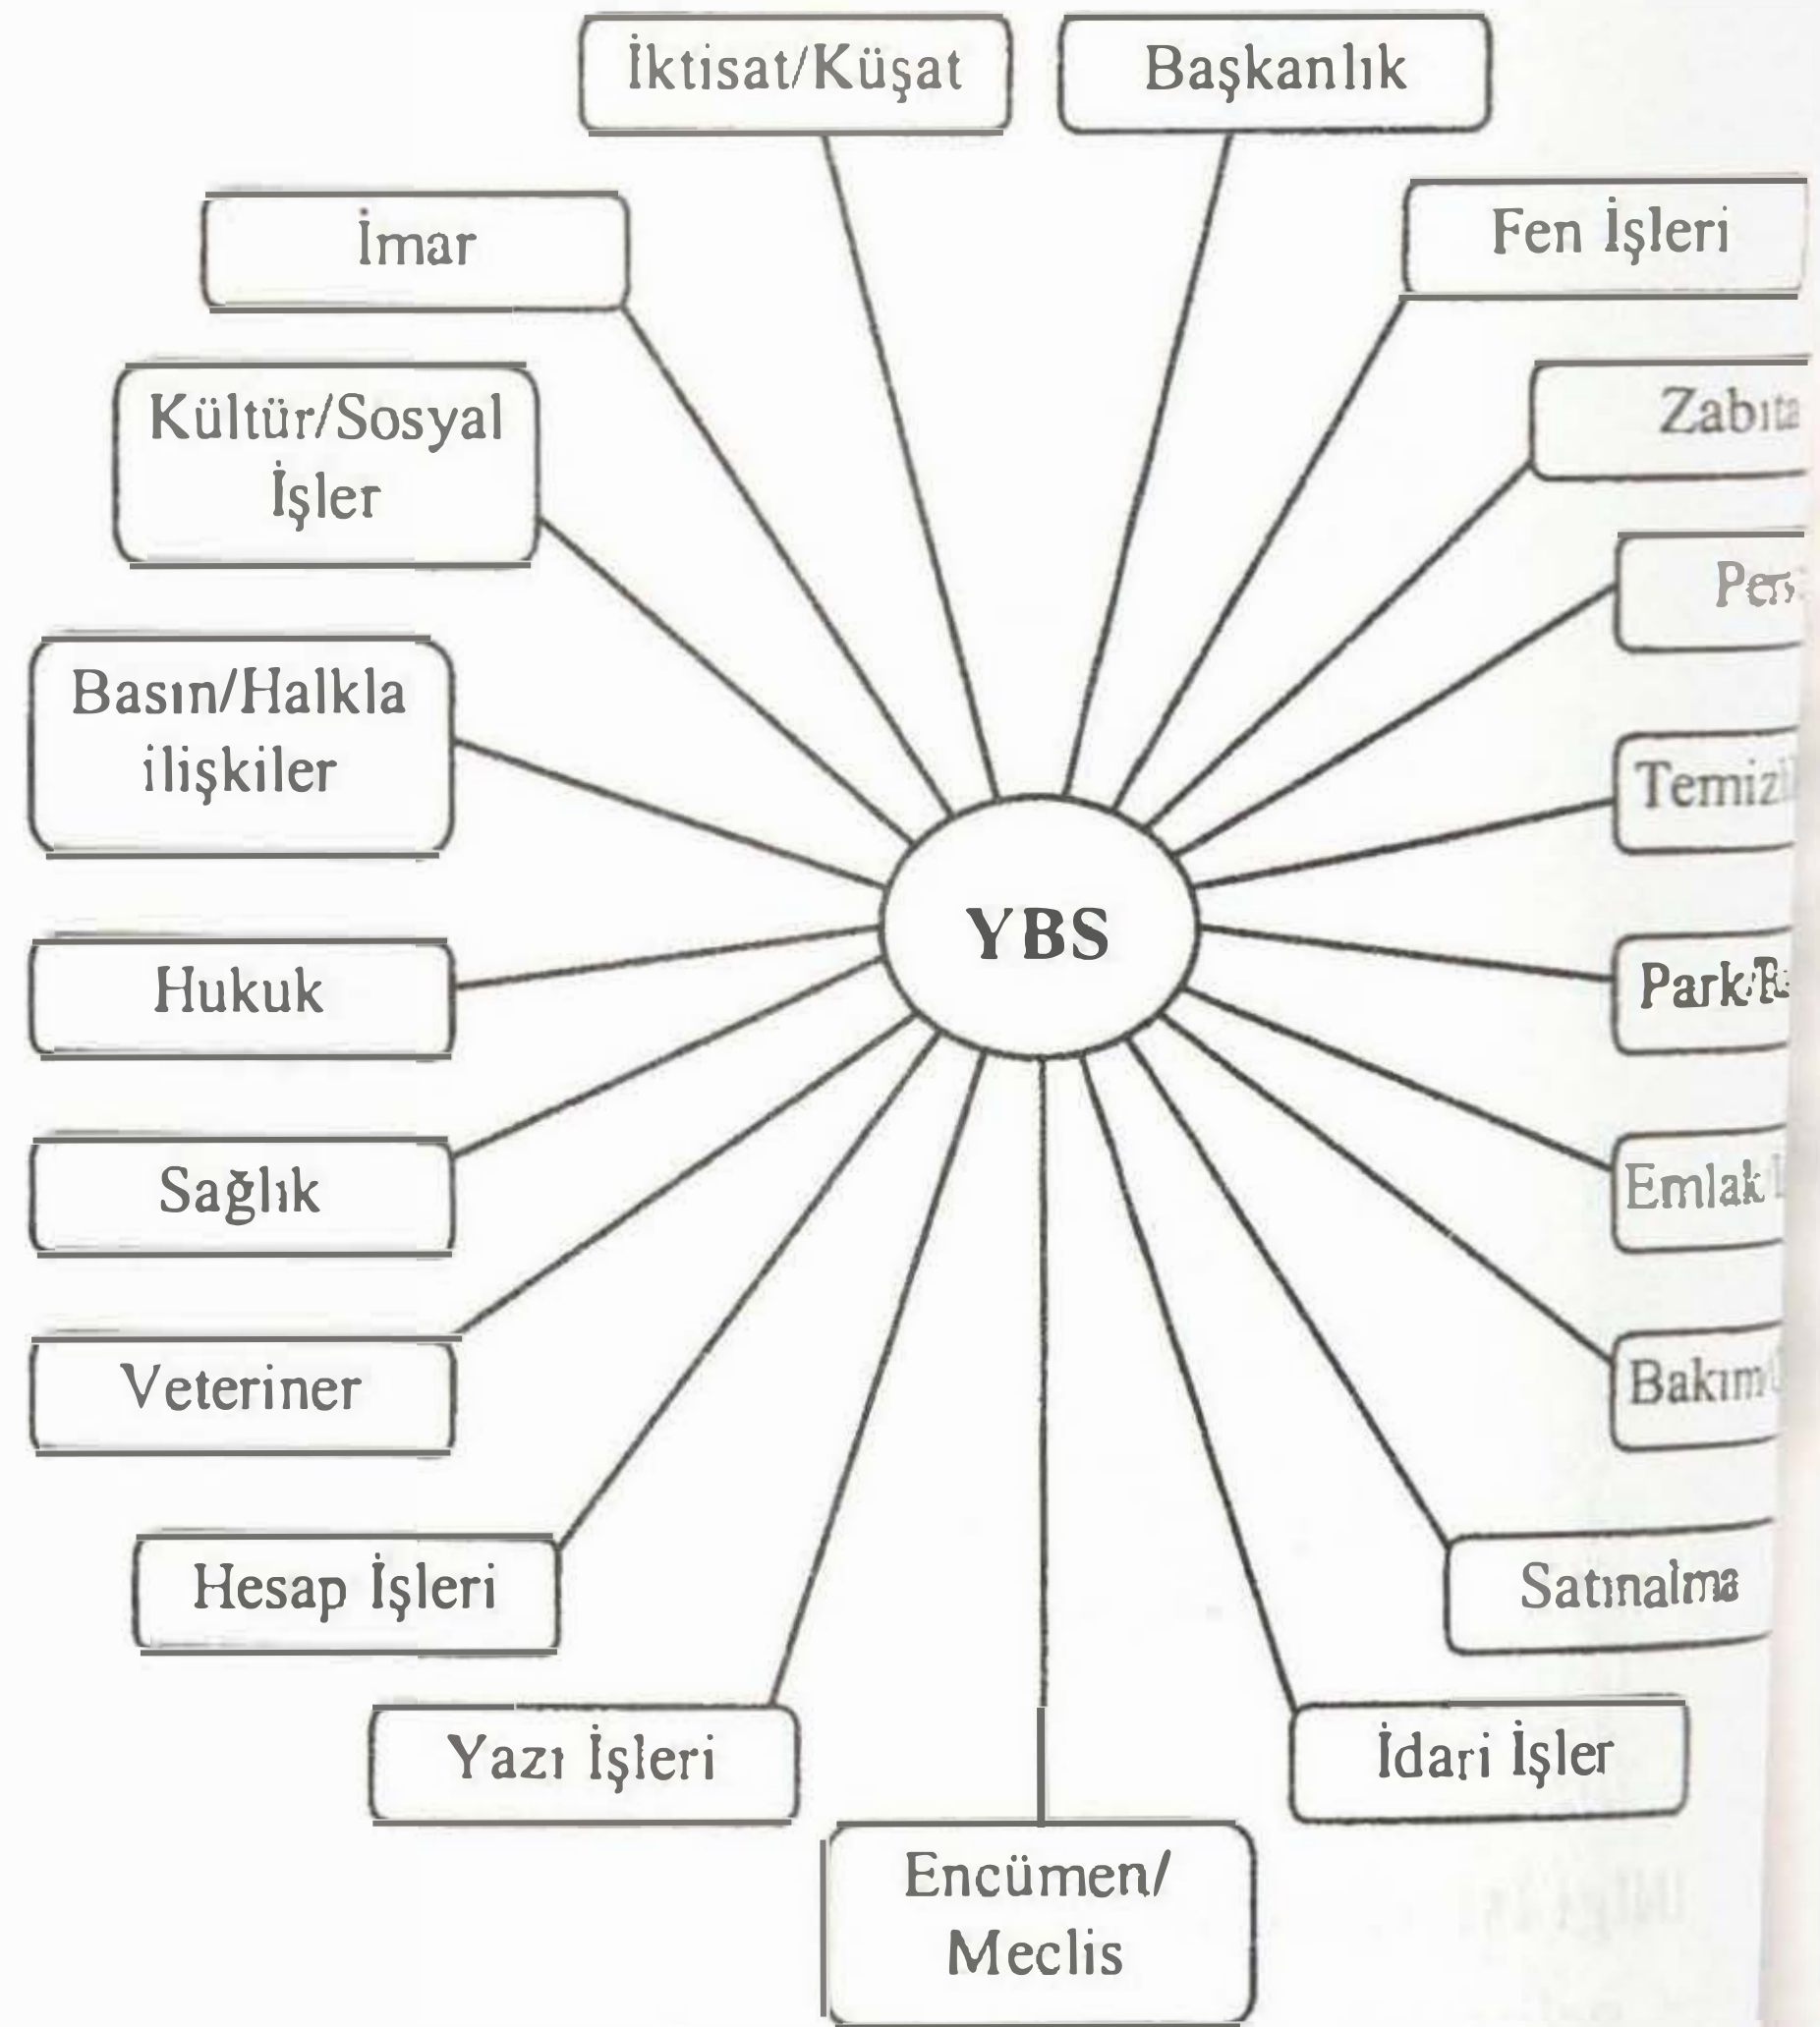 İktisat/Küşat
Başkanlık
İmar
Fen İşleri
Kültür/Sosyal
İşler
Zabıta
Basın/Halkla
ilişkiler
YBS
Hukuk
Sağlık
Emlak
Veteriner
Hesap İşleri
Satınalma
Yazı İşleri
İdari İşler
Encümen/
Meclis